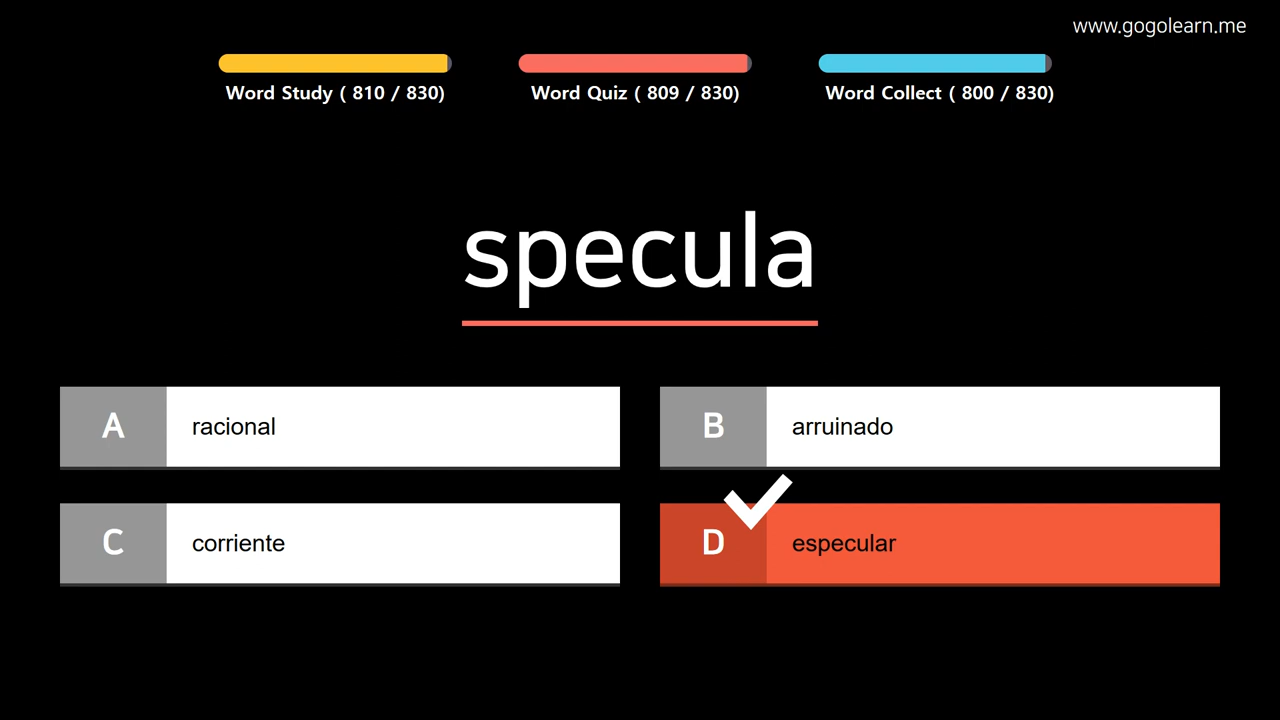 www.gogolearn.me
Word Study ( 810 / 830)
Word Quiz ( 809 / 830)
Word Collect ( 800 / 830)
specula
A racional
B arruinado
C corriente
D especular